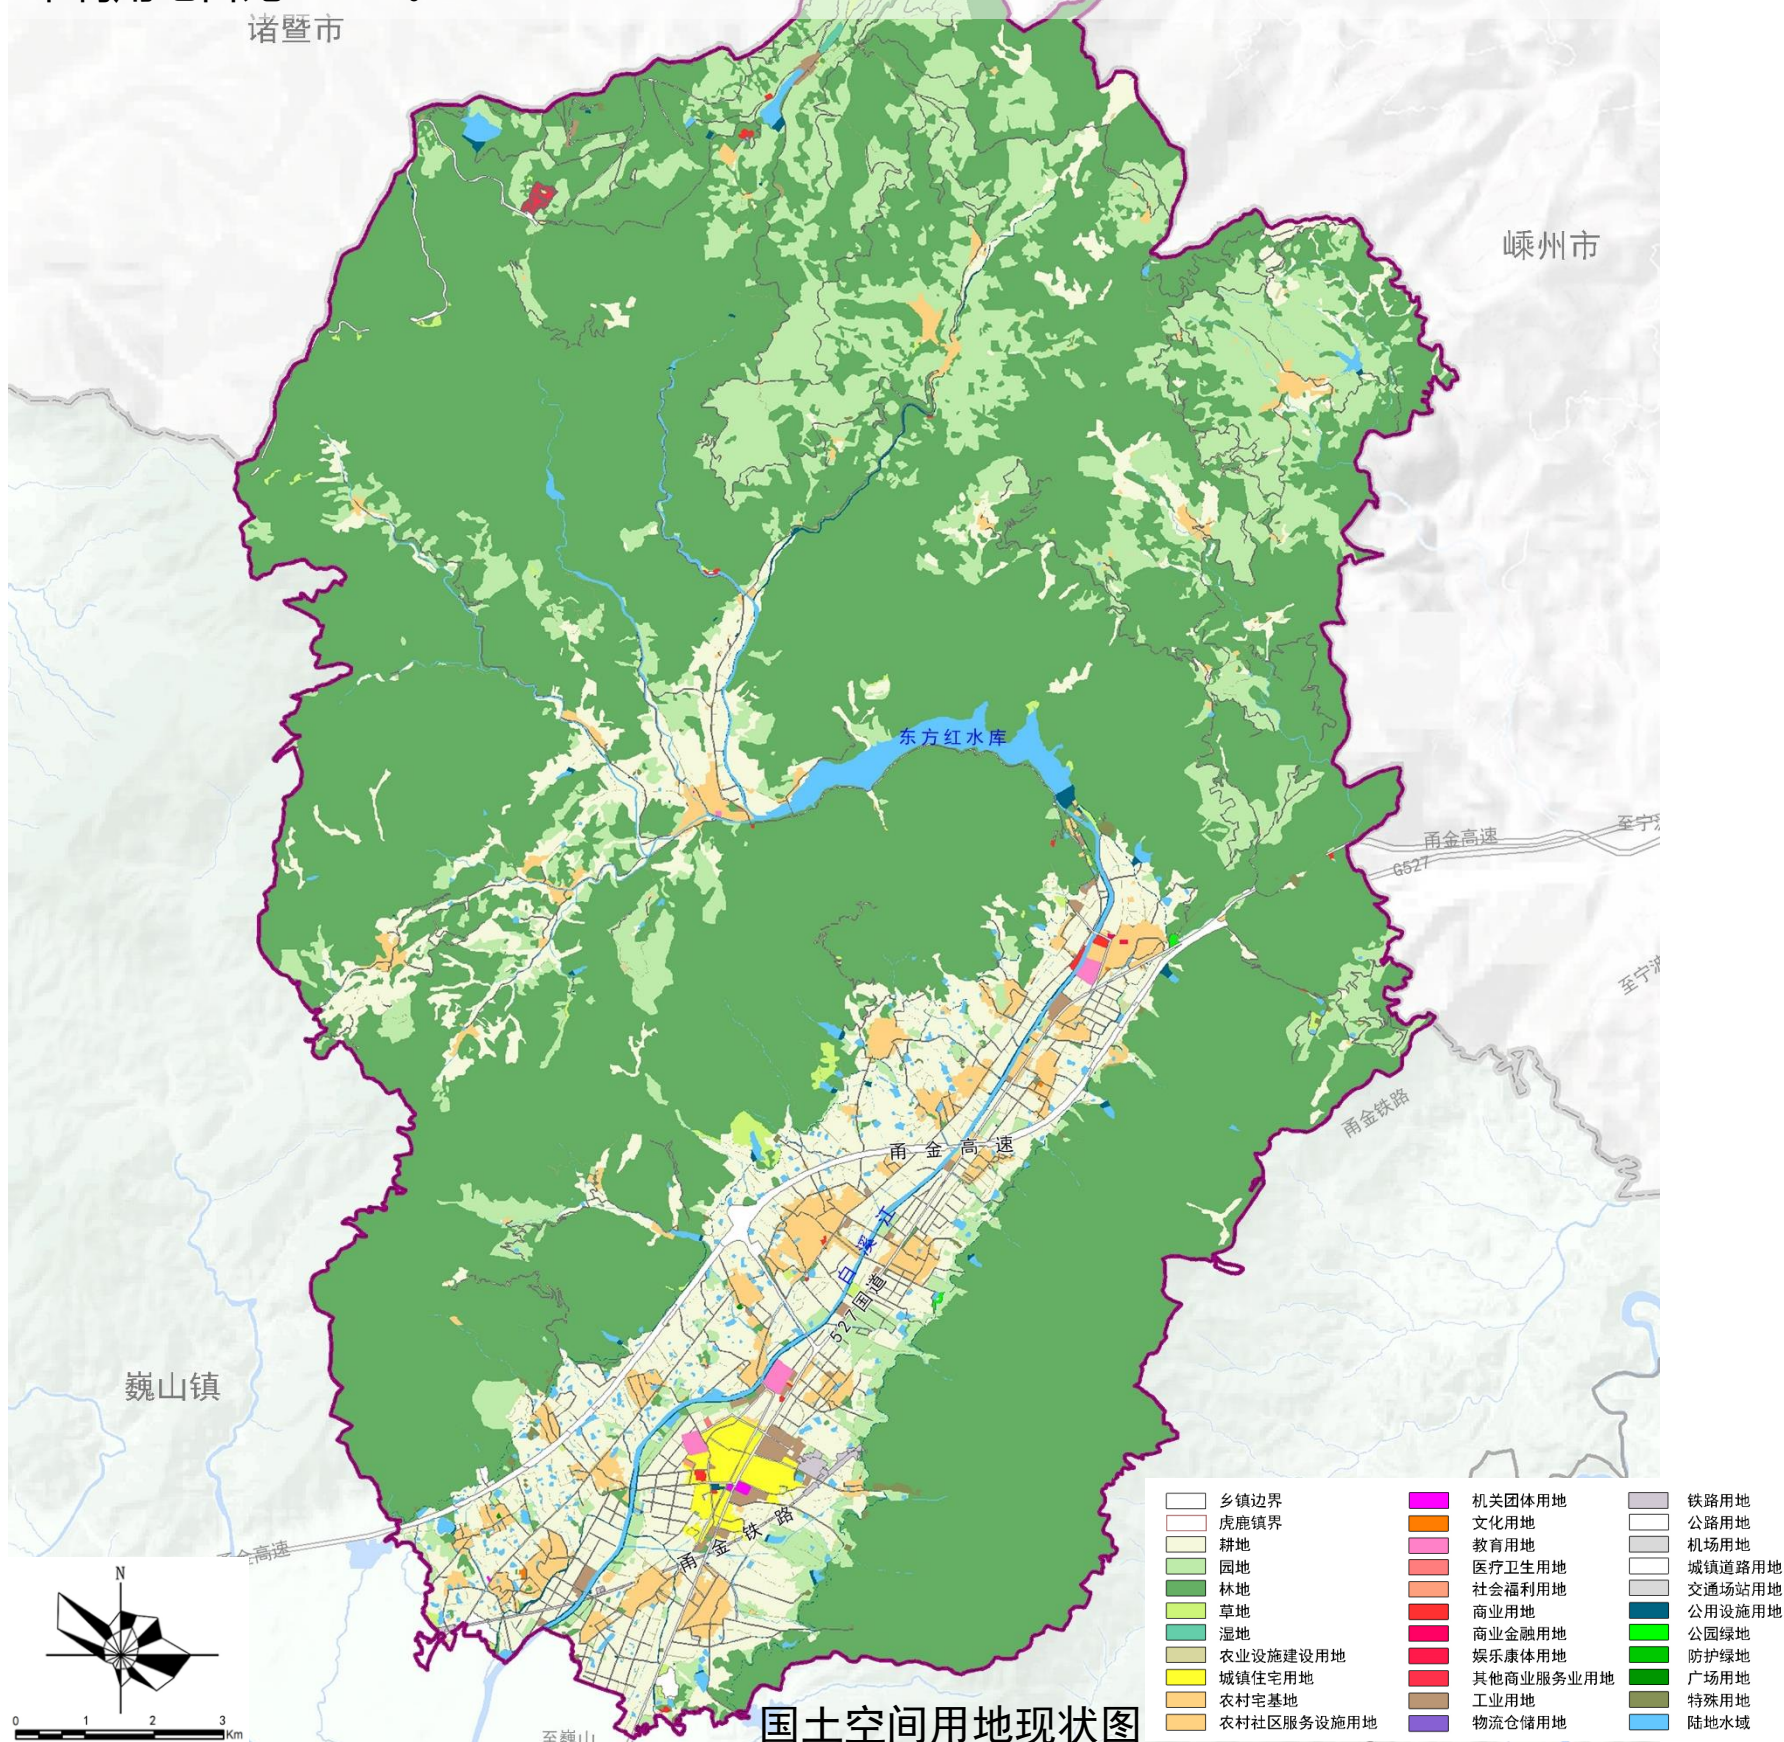 诸暨市
嵊州市
东方红水库
甬金高速
至宁波
G527
至宁波
甬金铁路
甬金高速
白溪江
527国道
巍山镇
甬金铁路
甬金高速
至巍山
N
0 1 2 3 Km
国土空间用地现状图
乡镇边界
虎鹿镇界
耕地
园地
林地
草地
湿地
农业设施建设用地
城镇住宅用地
农村宅基地
农村社区服务设施用地
机关团体用地
文化用地
教育用地
医疗卫生用地
社会福利用地
商业用地
商业金融用地
娱乐康体用地
其他商业服务业用地
工业用地
物流仓储用地
铁路用地
公路用地
机场用地
城镇道路用地
交通场站用地
公用设施用地
公园绿地
防护绿地
广场用地
特殊用地
陆地水域